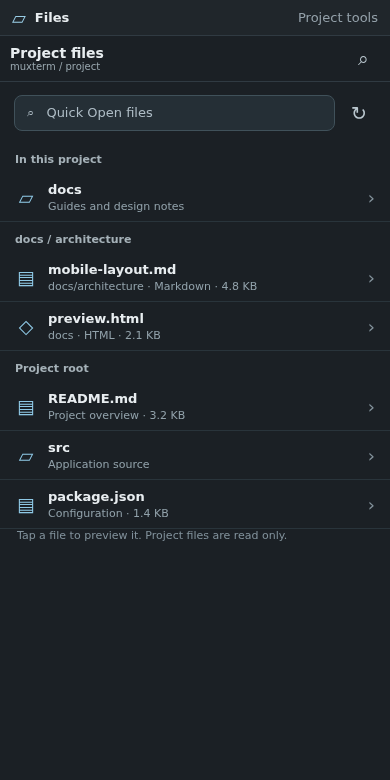 Files
Project tools
Project files
muxterm / project
Quick Open files
In this project
docs
Guides and design notes
docs / architecture
mobile-layout.md
docs/architecture · Markdown · 4.8 KB
preview.html
docs · HTML · 2.1 KB
Project root
README.md
Project overview · 3.2 KB
src
Application source
package.json
Configuration · 1.4 KB
Tap a file to preview it. Project files are read only.